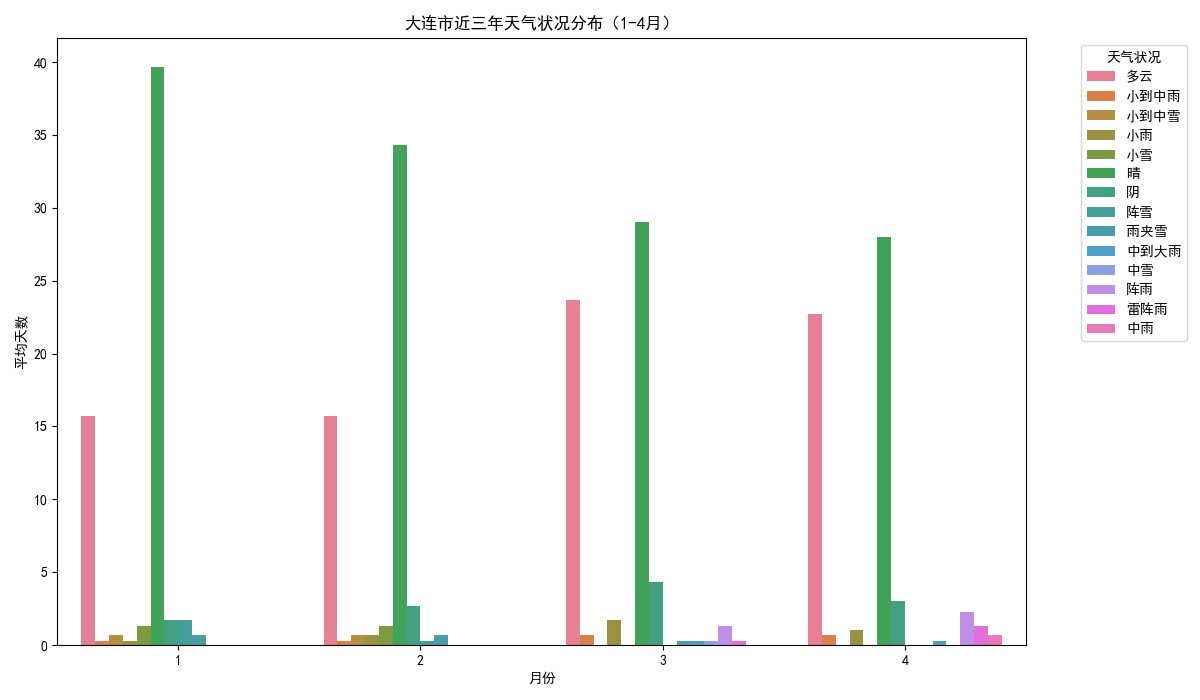 大连市近三年天气状况分布（1-4月）
天气状况
多云
小到中雨
小到中雪
小雨
小雪
晴
阴
阵雪
雨夹雪
中到大雨
中雪
阵雨
雷阵雨
中雨
平均天数
40
35
30
25
20
15
10
5
0
1 2 3 4
月份